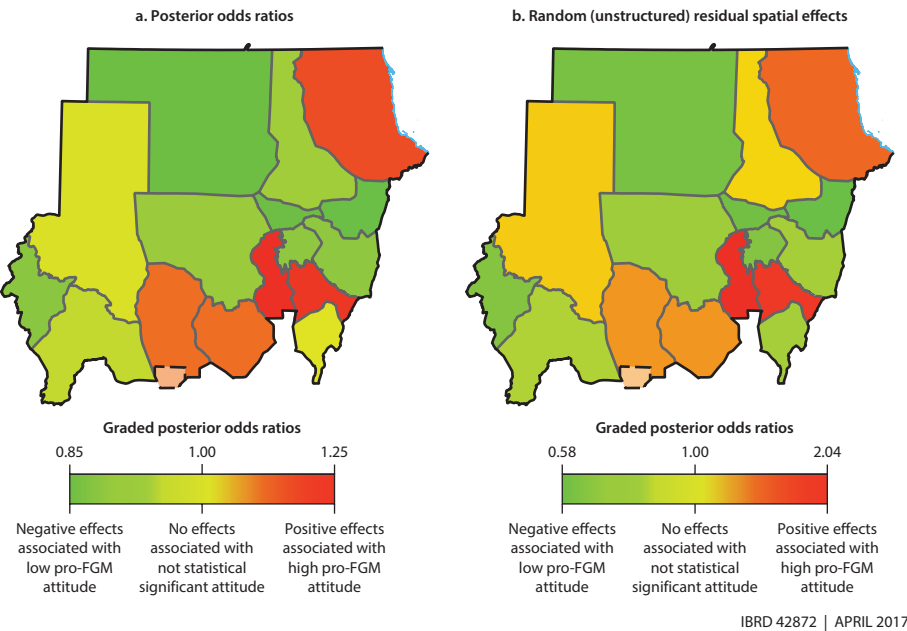 a. Posterior odds ratios
b. Random (unstructured) residual spatial effects
Graded posterior odds ratios
0.85 1.00 1.25
Negative effects
associated with
low pro-FGM
attitude
No effects
associated with
not statistical
significant attitude
Positive effects
associated with
high pro-FGM
attitude
Graded posterior odds ratios
0.58 1.00 2.04
Negative effects
associated with
low pro-FGM
attitude
No effects
associated with
not statistical
significant attitude
Positive effects
associated with
high pro-FGM
attitude
IBRD 42872 | APRIL 2017